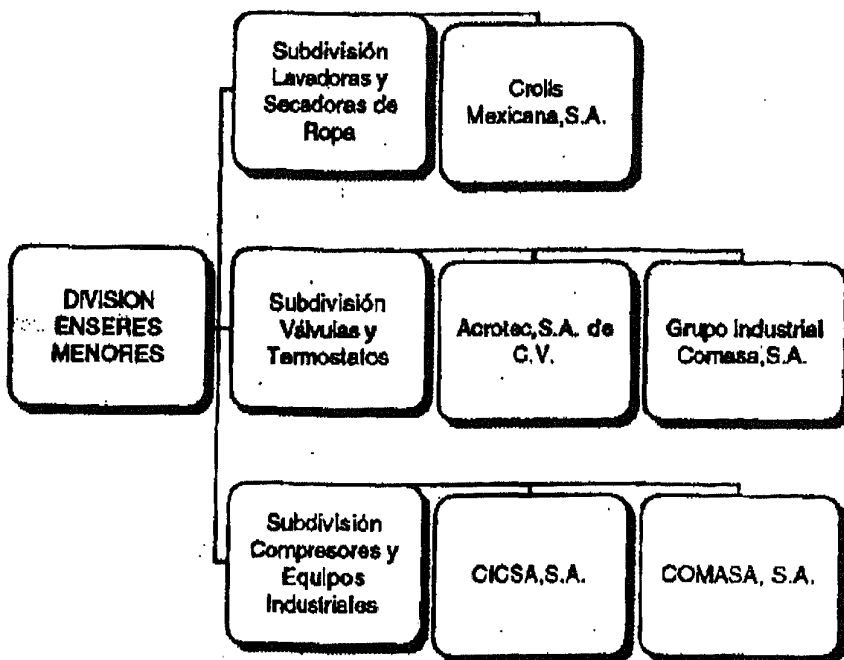 Subdivisión
Lavadoras y
Secadoras de
Ropa
Crolls
Mexicana,S.A.
DIVISION
ENSERES
MENORES
Subdivisión
Válvulas y
Termostatos
Acrotec,S.A. de
C.V.
Grupo Industrial
Comasa,S.A.
Subdivisión
Compresores y
Equipos
Industriales
CICSA,S.A.
COMASA, S.A.